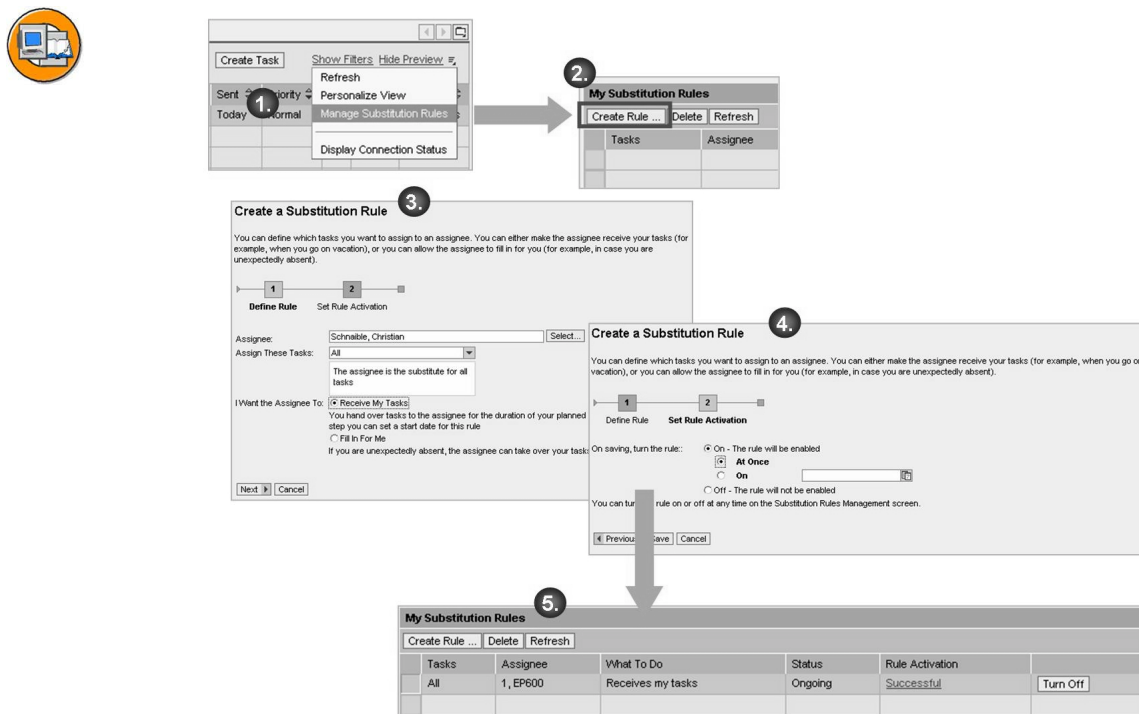 Create Task Show Filters Hide Preview
Refresh
Sent Priority Personalize View
Today Normal Manage Substitution Rules
Display Connection Status
1.
2.
My Substitution Rules
Create Rule ... Delete Refresh
Tasks Assignee
3.
Create a Substitution Rule
You can define which tasks you want to assign to an assignee. You can either make the assignee receive your tasks (for
example, when you go on vacation), or you can allow the assignee to fill in for you (for example, in case you are
unexpectedly absent).
1 2
Define Rule Set Rule Activation
Assignee: Schnaible, Christian Select...
Assign These Tasks: All
The assignee is the substitute for all
tasks
I Want the Assignee To: Receive My Tasks
You hand over tasks to the assignee for the duration of your planned
step you can set a start date for this rule
Fill In For Me
If you are unexpectedly absent, the assignee can take over your task
Next Cancel
4.
Create a Substitution Rule
You can define which tasks you want to assign to an assignee. You can either make the assignee receive your tasks (for example, when you go on
vacation), or you can allow the assignee to fill in for you (for example, in case you are unexpectedly absent).
1 2
Define Rule Set Rule Activation
On saving, turn the rule:: On - The rule will be enabled
At Once
On
Off - The rule will not be enabled
You can rule on or off at any time on the Substitution Rules Management screen.
Previous Save Cancel
5.
My Substitution Rules
Create Rule ... Delete Refresh
Tasks Assignee What To Do Status Rule Activation
All 1, EP600 Receives my tasks Ongoing Successful Turn Off